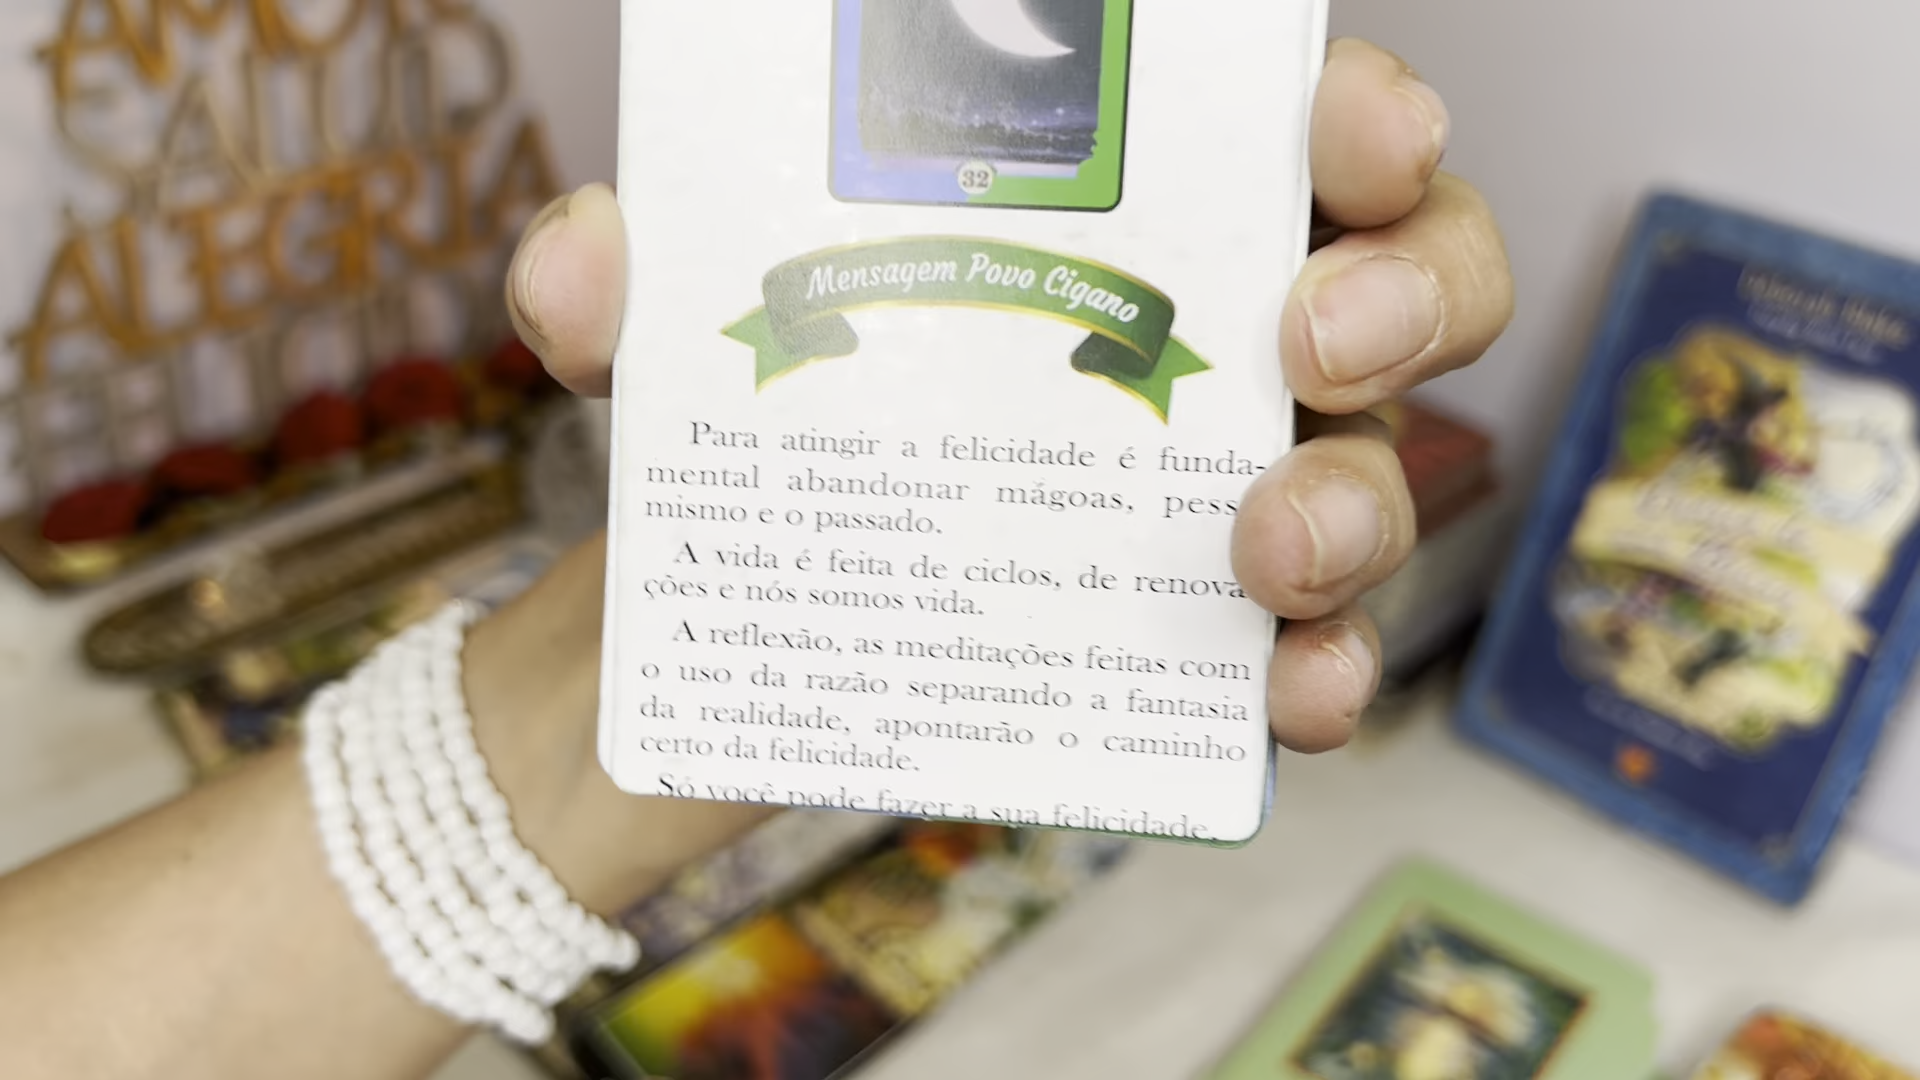 AMOR
SAÚDE
ALEGRIA
32
Mensagem Povo Cigano
Para atingir a felicidade é funda-
mental abandonar mágoas, pess
mismo e o passado.
A vida é feita de ciclos, de renova
ções e nós somos vida.
A reflexão, as meditações feitas com
o uso da razão separando a fantasia
da realidade, apontarão o caminho
certo da felicidade.
Só você pode fazer a sua felicidade.